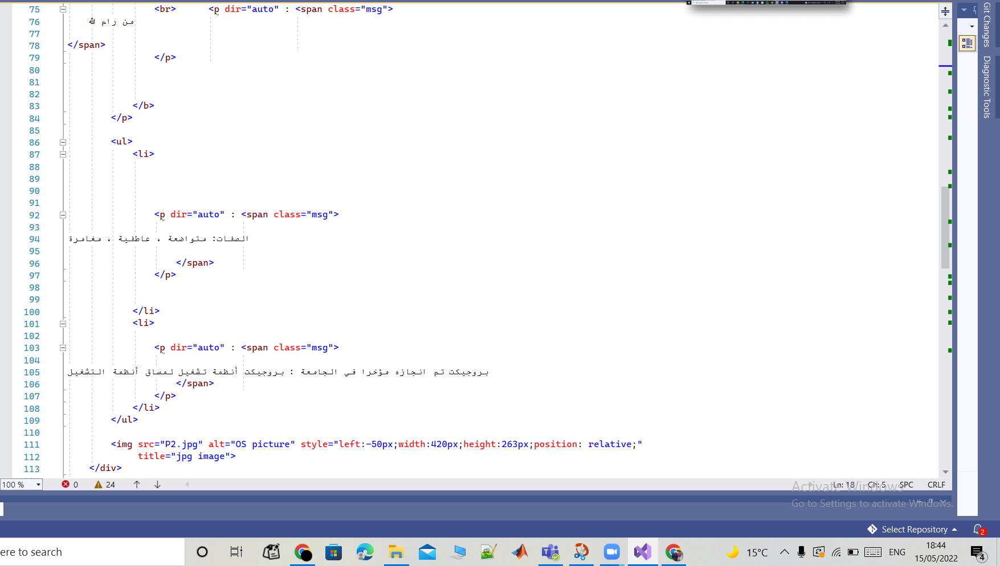 75 <br> <p dir="auto" : <span class="msg">
76 من رام لله
77
78 </span>
79 </p>
80
81
82
83 </b>
84 </p>
85
86 <ul>
87 <li>
88
89
90
91
92 <p dir="auto" : <span class="msg">
93
94 الصفات: متواضعة ، عاطفية ، مغامرة
95
96 </span>
97 </p>
98
99
100 </li>
101 <li>
102
103 <p dir="auto" : <span class="msg">
104
105 بروجيكت تم انجازه مؤخرا في الجامعة : بروجيكت أنظمة تشغيل لمساق أنظمة التشغيل
106 </span>
107 </p>
108 </li>
109 </ul>
110
111 <img src="P2.jpg" alt="OS picture" style="left:-50px;width:420px;height:263px;position: relative;"
112 title="jpg image">
113 </div>
Git Changes
Diagnostic Tools
100 % 0 24 Ln: 18 Ch: 5 SPC CRLF
Activate Windows
Go to Settings to activate Windows.
Select Repository 2
ere to search
15°C ENG 18:44
15/05/2022 4